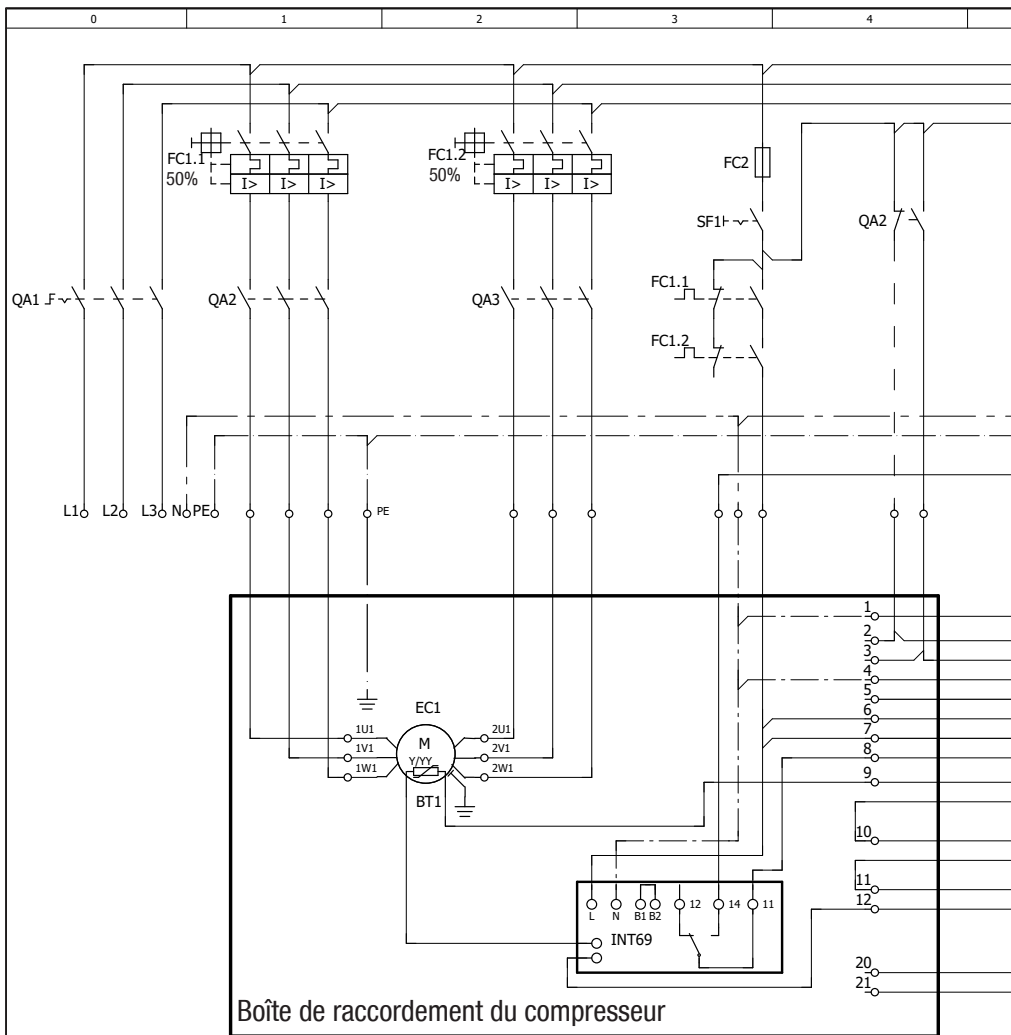 0 1 2 3 4
FC1.1
50%
I> I> I>
FC1.2
50%
I> I> I>
FC2
SF1
QA2
QA1
QA2
QA3
FC1.1
FC1.2
L1 L2 L3 N PE
PE
1
2
3
4
5
6
7
8
9
10
11
12
20
21
EC1
M
Y/YY
BT1
1U1
1V1
1W1
2U1
2V1
2W1
L N B1 B2 12 14 11
INT69
Boîte de raccordement du compresseur